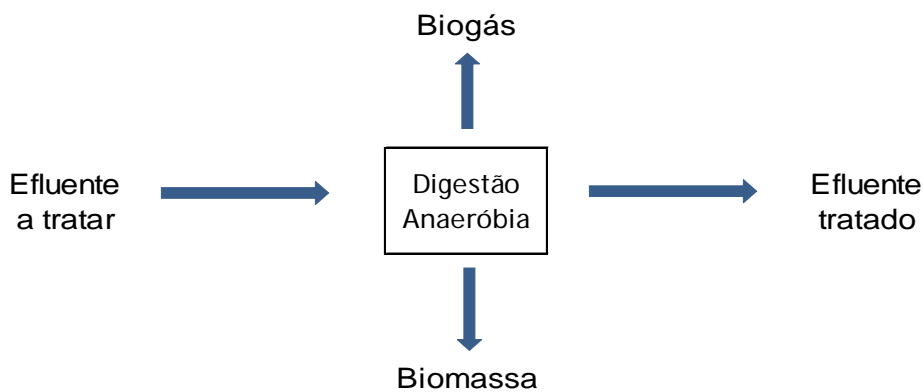 Biogás
Efluente
a tratar
Digestão
Anaeróbia
Efluente
tratado
Biomassa